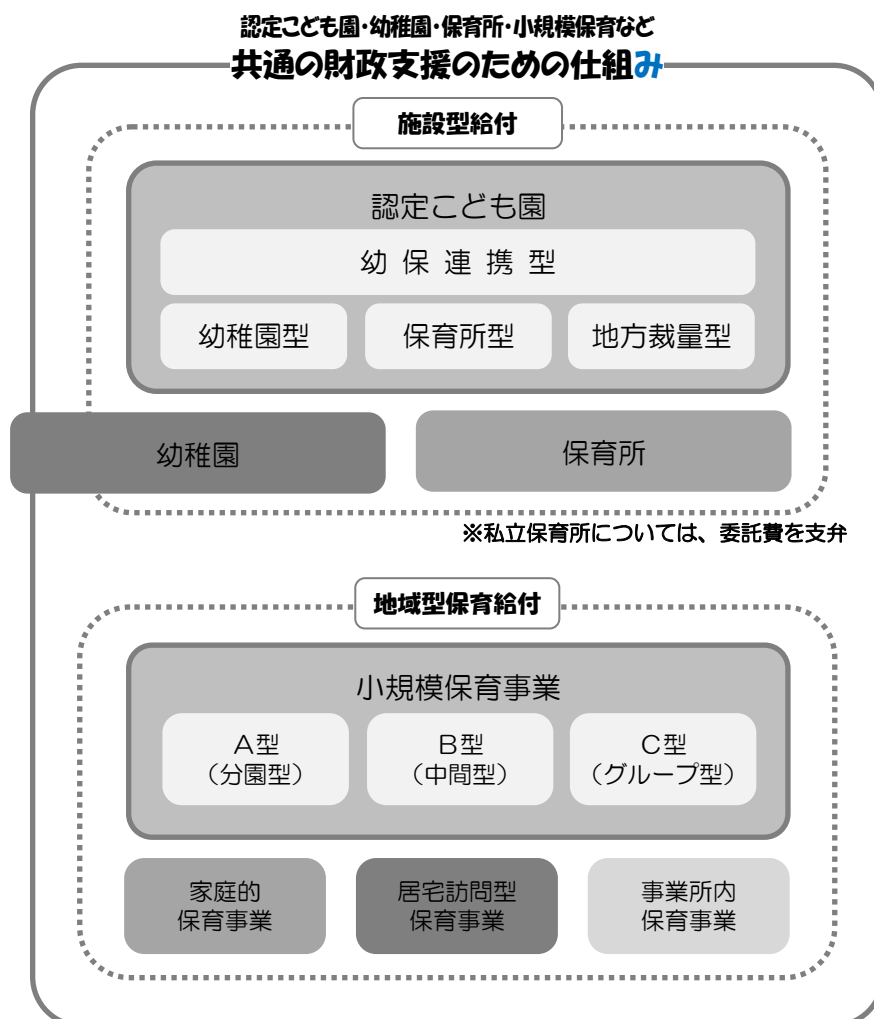 認定こども園・幼稚園・保育所・小規模保育など
共通の財政支援のための仕組み
施設型給付
認定こども園
幼保連携型
幼稚園型
保育所型
地方裁量型
幼稚園
保育所
※私立保育所については、委託費を支弁
地域型保育給付
小規模保育事業
A型
(分園型)
B型
(中間型)
C型
(グループ型)
家庭的
保育事業
居宅訪問型
保育事業
事業所内
保育事業